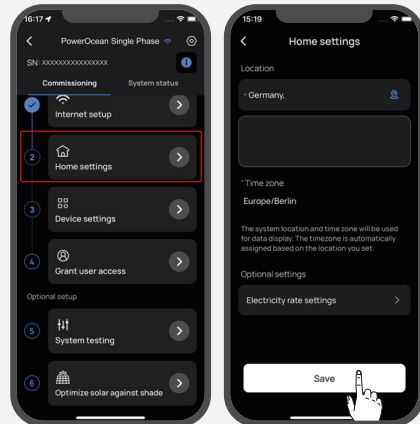 16:17
PowerOcean Single Phase
SN: xxxxxxxxxxxxxxxx
Commissioning
System status
Internet setup
2
Home settings
3
Device settings
4
Grant user access
Optional setup
5
System testing
6
Optimize solar against shade
15:19
Home settings
Location
* Germany,
* Time zone
Europe/Berlin
The system location and time zone will be used
for data display. The timezone is automatically
assigned based on the location you set.
Optional settings
Electricity rate settings
Save